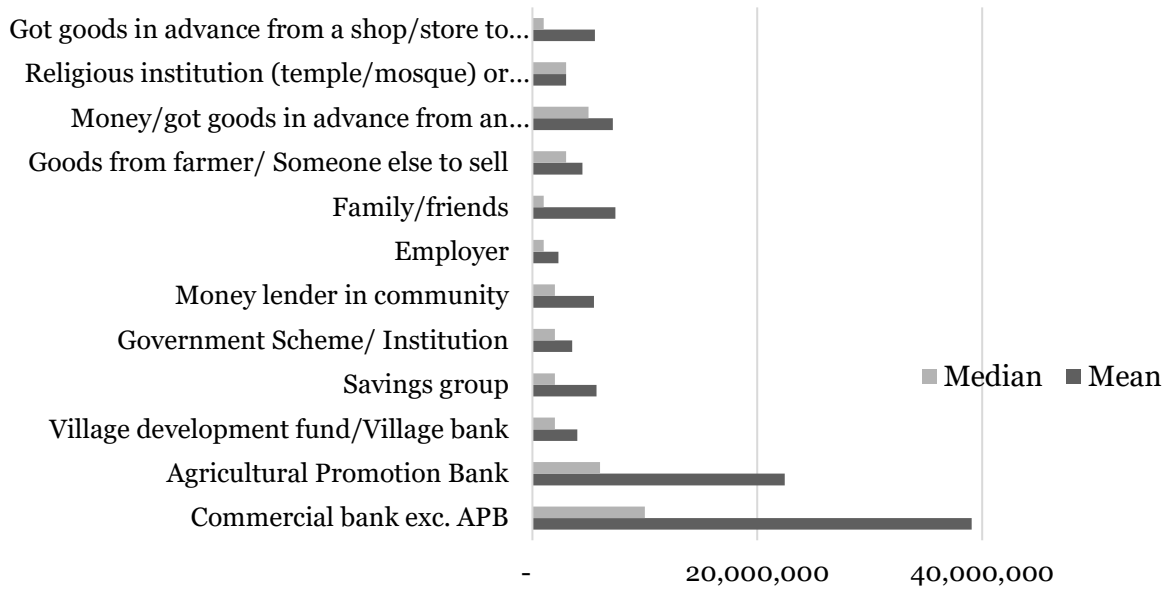 Got goods in advance from a shop/store to...
Religious institution (temple/mosque) or...
Money/got goods in advance from an...
Goods from farmer/ Someone else to sell
Family/friends
Employer
Money lender in community
Government Scheme/ Institution
Savings group
Village development fund/Village bank
Agricultural Promotion Bank
Commercial bank exc. APB
Median Mean
- 20,000,000 40,000,000